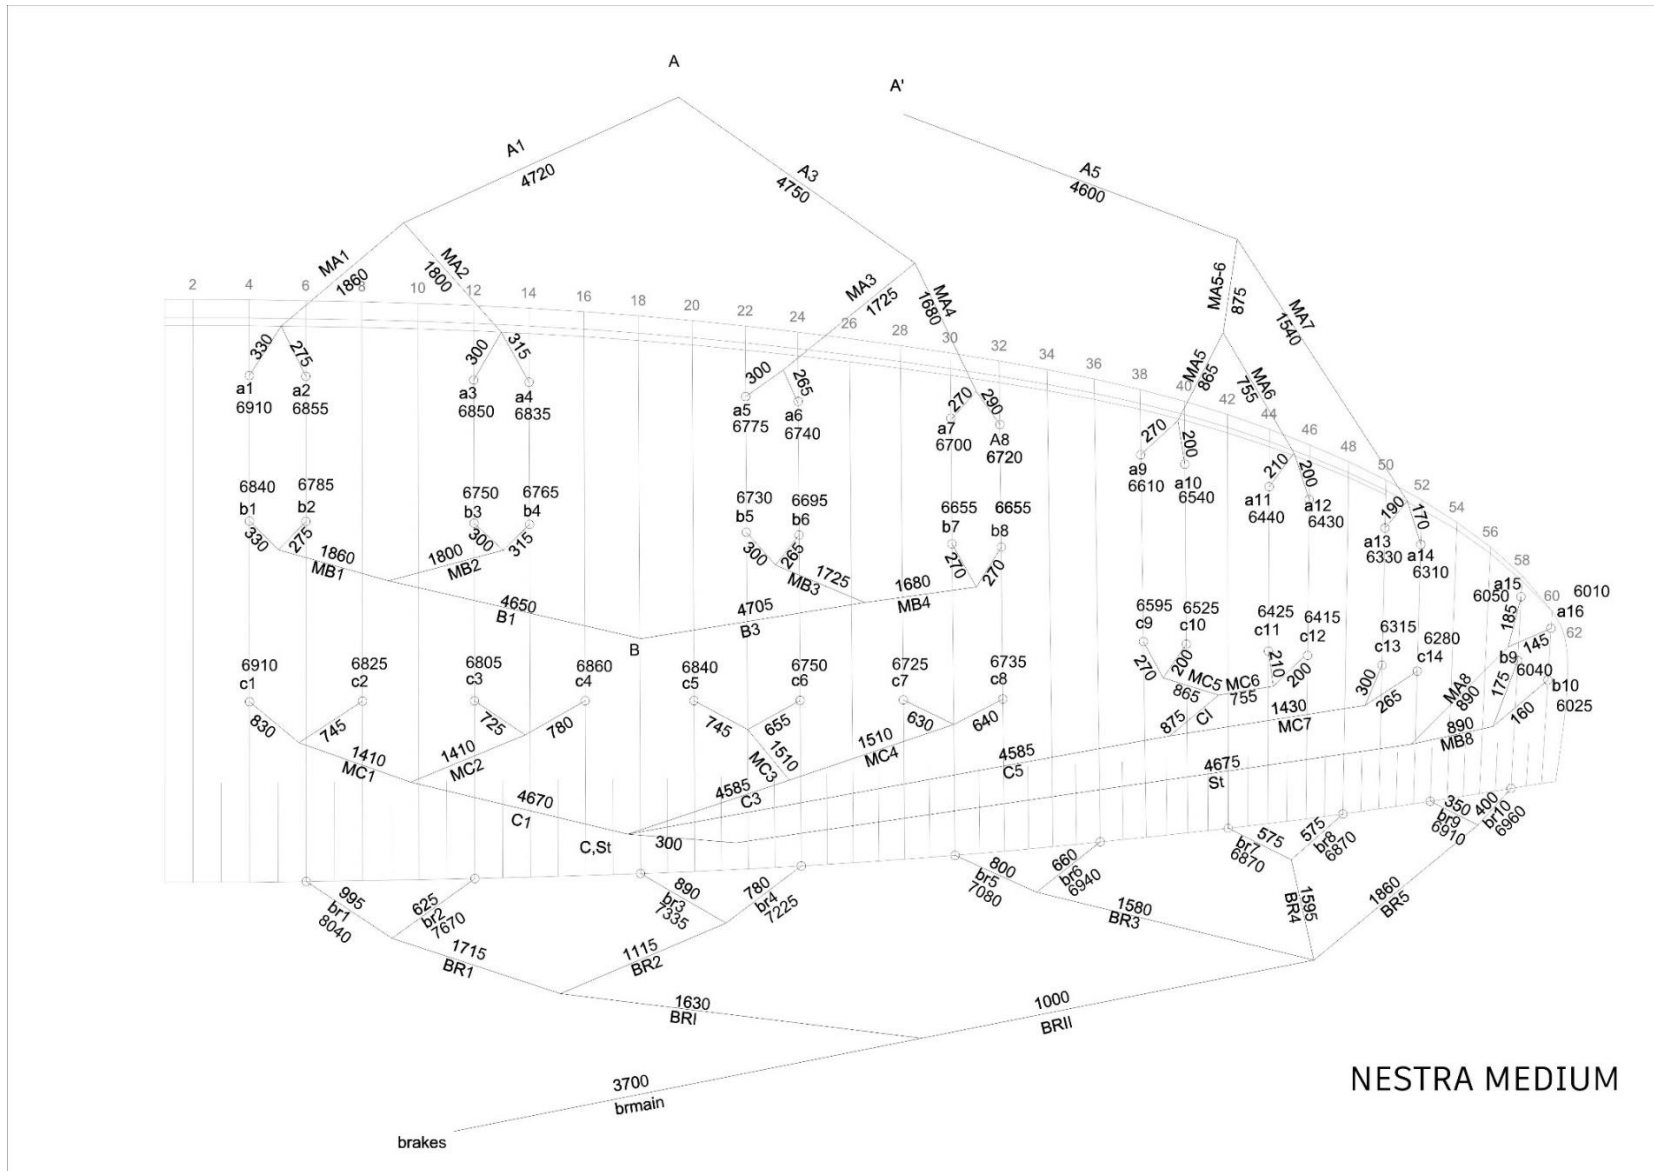 A
A'
A1
4720
A3
4750
A5
4600
MA1
1860
MA2
1800
MA3
1725
MA4
1680
MA5-6
875
MA7
1540
MA5
865
MA6
755
2
4
6
8
10
12
14
16
18
20
22
24
26
28
30
32
34
36
38
40
42
44
46
48
50
52
54
56
58
60
62
330
275
300
315
300
265
270
290
270
200
210
200
190
170
185
145
a1
6910
a2
6855
a3
6850
a4
6835
a5
6775
a6
6740
a7
6700
A8
6720
a9
6610
a10
6540
a11
6440
a12
6430
a13
6330
a14
6310
a15
6050
a16
6010
6840
b1
6785
b2
6750
b3
6765
b4
6730
b5
6695
b6
6655
b7
6655
b8
b9
6040
b10
6025
330
275
300
315
300
265
270
270
175
160
1860
MB1
1800
MB2
1725
MB3
1680
MB4
4650
B1
4705
B3
B
MA8
890
890
MB8
6910
c1
6825
c2
6805
c3
6860
c4
6840
c5
6750
c6
6725
c7
6735
c8
6595
c9
6525
c10
6425
c11
6415
c12
6315
c13
6280
c14
830
745
725
780
745
655
630
640
270
200
210
200
300
265
1410
MC1
1410
MC2
1510
MC3
1510
MC4
MC5
865
MC6
755
875
CI
1430
MC7
4670
C1
4585
C3
4585
C5
4675
St
C,St
300
995
br1
8040
625
br2
7670
890
br3
7335
780
br4
7225
800
br5
7080
660
br6
6940
575
br7
6870
575
br8
6870
350
br9
6910
400
br10
6960
1715
BR1
1115
BR2
1580
BR3
1595
BR4
1860
BR5
1630
BRI
1000
BRII
3700
brmain
brakes
NESTRA MEDIUM